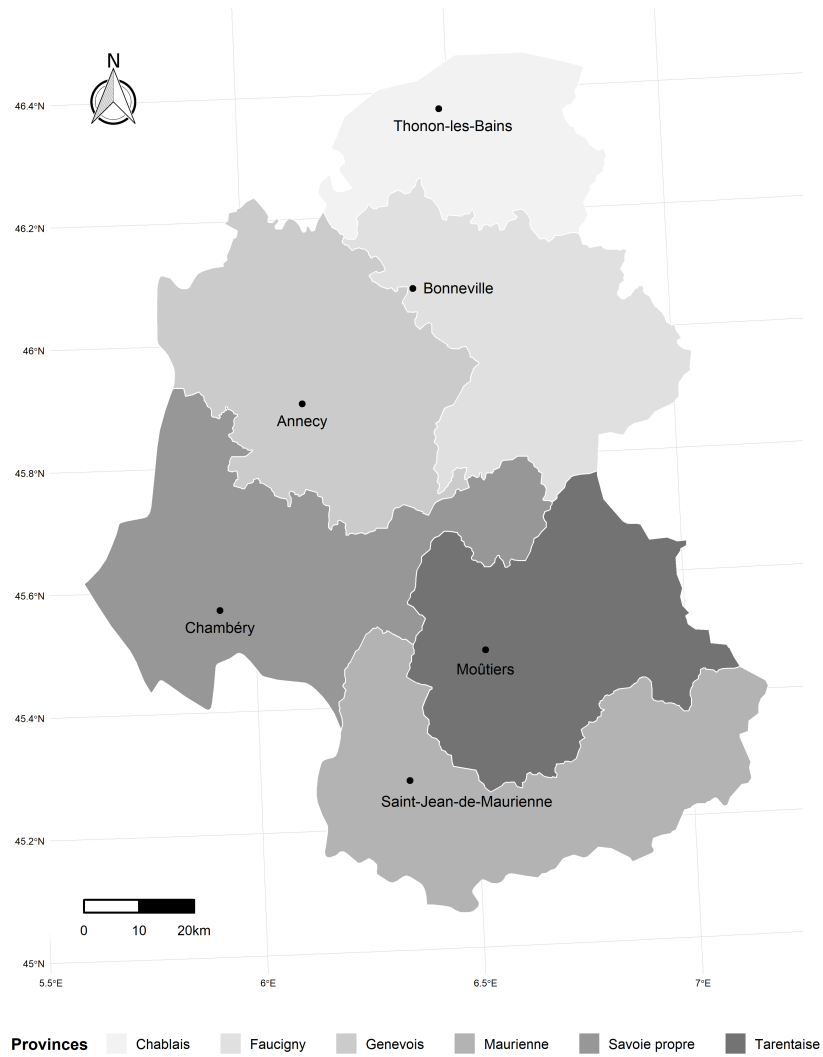 N
46.4°N
Thonon-les-Bains
46.2°N
Bonneville
46°N
Annecy
45.8°N
45.6°N
Chambéry
Moûtiers
45.4°N
Saint-Jean-de-Maurienne
45.2°N
0 10 20km
45°N
5.5°E 6°E 6.5°E 7°E
Provinces Chablais Faucigny Genevois Maurienne Savoie propre Tarentaise